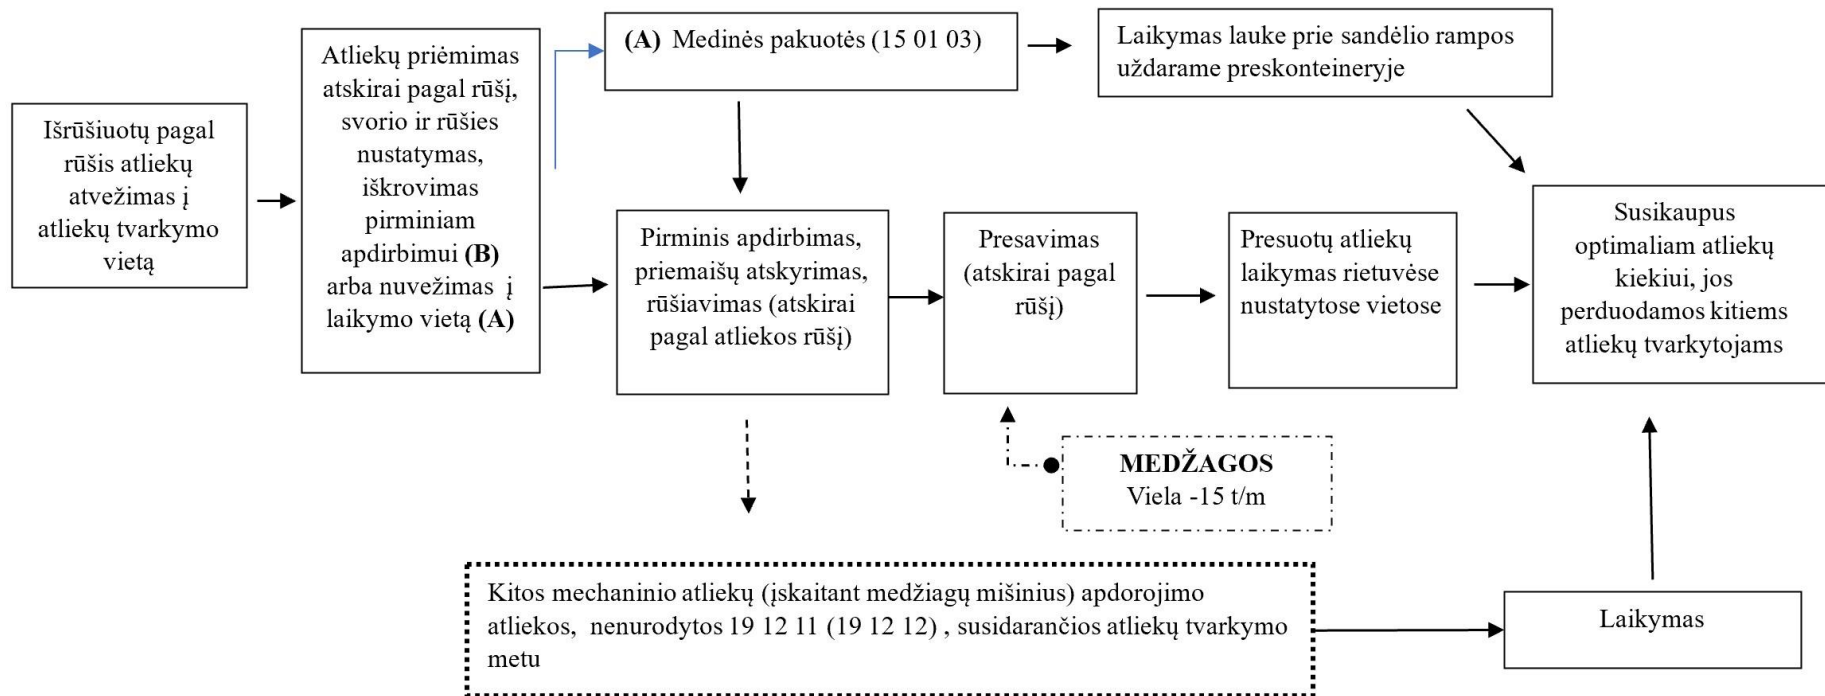 Išrūšiuotų pagal
rūšis atliekų
atvežimas į
atliekų tvarkymo
vietą
Atliekų priėmimas
atskirai pagal rūšį,
svorio ir rūšies
nustatymas,
iškrovimas
pirminiam
apdirbimui (B)
arba nuvežimas į
laikymo vietą (A)
(A) Medinės pakuotės (15 01 03)
Laikymas lauke prie sandėlio rampos
uždarame preskonteineryje
Pirminis apdirbimas,
priemaišų atskyrimas,
rūšiavimas (atskirai
pagal atliekos rūšį)
Presavimas
(atskirai pagal
rūšį)
Presuotų atliekų
laikymas rietuvėse
nustatytose vietose
Susikaupus
optimaliam atliekų
kiekiui, jos
perduodamos kitiems
atliekų tvarkytojams
MEDŽAGOS
Viela -15 t/m
Kitos mechaninio atliekų (įskaitant medžiagų mišinius) apdorojimo
atliekos, nenurodytos 19 12 11 (19 12 12) , susidarančios atliekų tvarkymo
metu
Laikymas